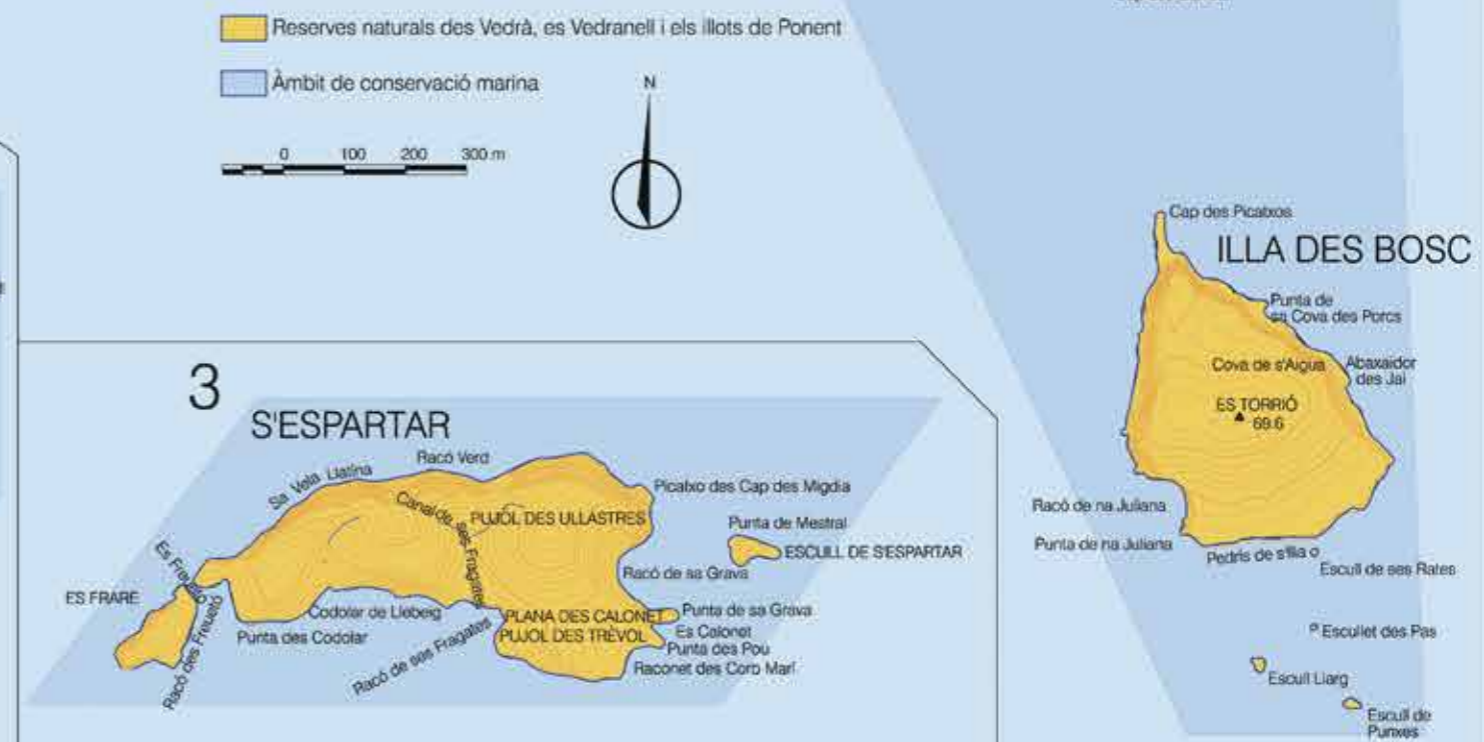 Reserves naturals des Vedrà, es Vedranell i els illots de Ponent
Àmbit de conservació marina
N
0 100 200 300 m
Cap des Picatxos
ILLA DES BOSC
Punta de
sa Cova des Porcs
Cova de s'Aigua
Abaxaidor
des Jai
ES TORRIÓ
69.6
Racó de na Juliana
Punta de na Juliana
Pedrís de s'illa
Escull de ses Rates
Escullet des Pas
Escull Llarg
Escull de
Punxes
3
S'ESPARTAR
Sa Vela Llatina
Racó Verd
Canal de ses Fragates
PUJOL DES ULLASTRES
Picatxo des Cap des Migdia
Punta de Mestral
ESCULL DE S'ESPARTAR
Racó de sa Grava
Es Freuetó
ES FRARE
Racó des Freuetó
Punta des Codolar
Codolar de Llebeig
Racó de ses Fragates
PLANA DES CALONET
PUJOL DES TRÈVOL
Punta de sa Grava
Es Calonet
Punta des Pou
Raconet des Corb Marí